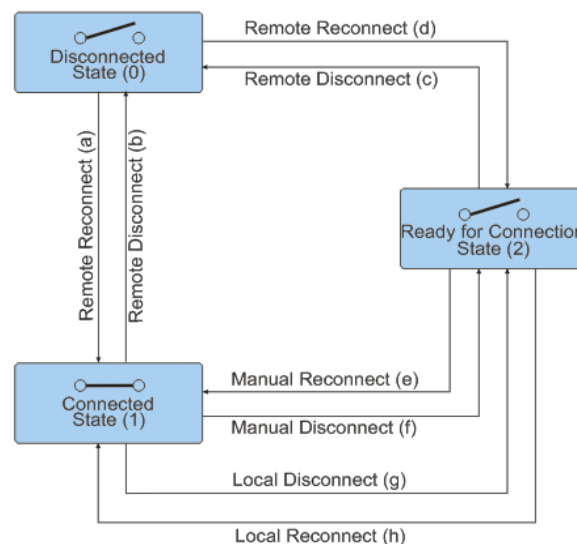 Remote Reconnect (d)
Disconnected
State (0)
Remote Disconnect (c)
Remote Reconnect (a)
Remote Disconnect (b)
Ready for Connection
State (2)
Manual Reconnect (e)
Connected
State (1)
Manual Disconnect (f)
Local Disconnect (g)
Local Reconnect (h)